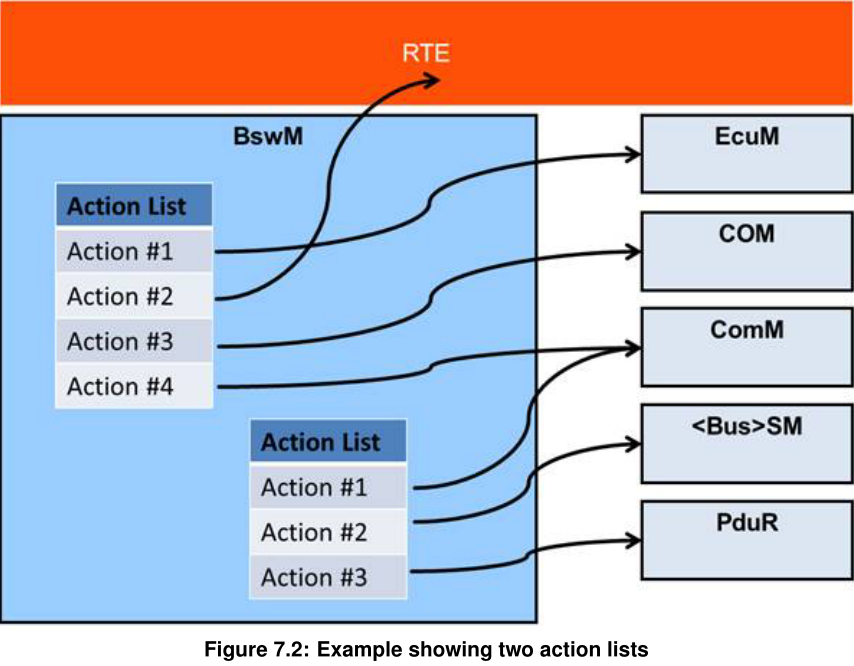 RTE
BswM
Action List
Action #1
Action #2
Action #3
Action #4
Action List
Action #1
Action #2
Action #3
EcuM
COM
ComM
<Bus>SM
PduR
Figure 7.2: Example showing two action lists